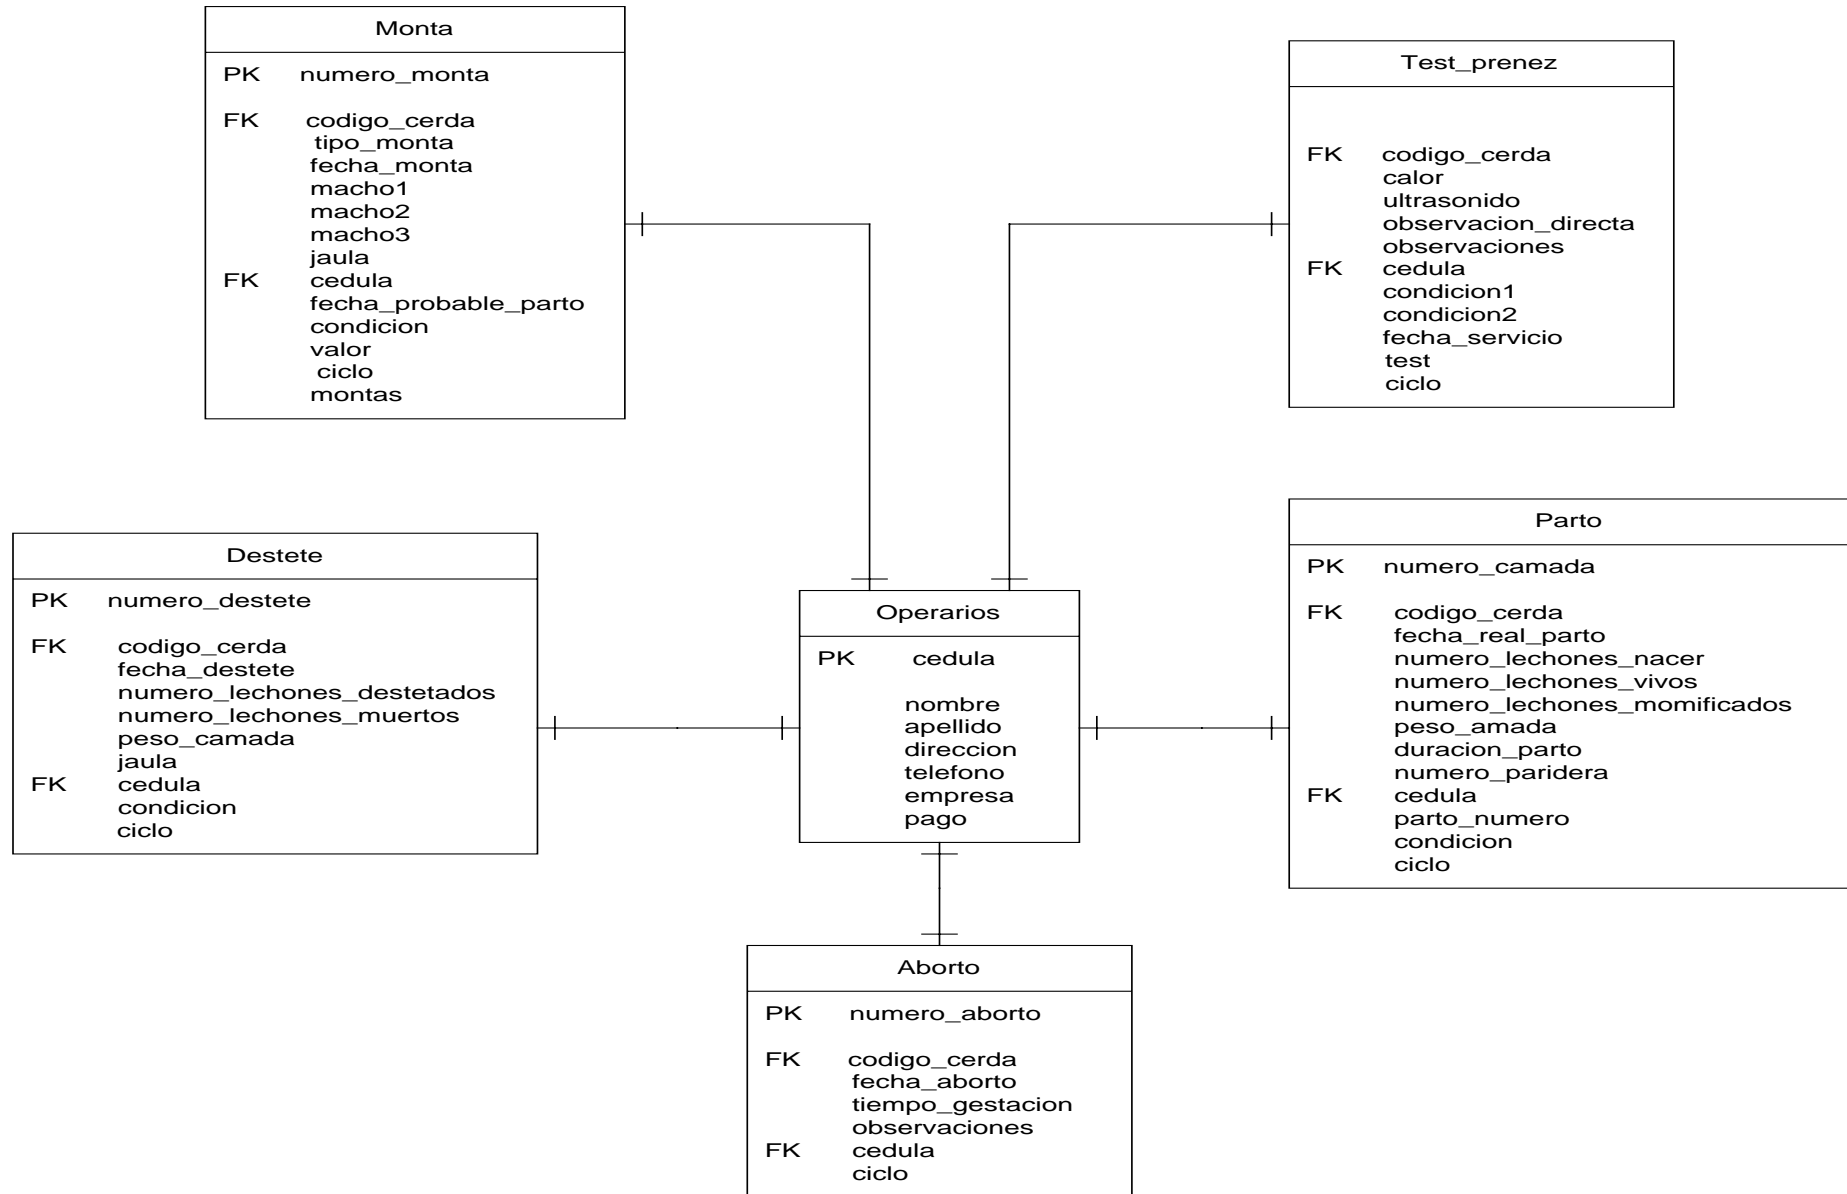 Monta
PK numero_monta
FK codigo_cerda
tipo_monta
fecha_monta
macho1
macho2
macho3
jaula
FK cedula
fecha_probable_parto
condicion
valor
ciclo
montas
Test_prenez
FK codigo_cerda
calor
ultrasonido
observacion_directa
observaciones
FK cedula
condicion1
condicion2
fecha_servicio
test
ciclo
Destete
PK numero_destete
FK codigo_cerda
fecha_destete
numero_lechones_destetados
numero_lechones_muertos
peso_camada
jaula
FK cedula
condicion
ciclo
Operarios
PK cedula
nombre
apellido
direccion
telefono
empresa
pago
Parto
PK numero_camada
FK codigo_cerda
fecha_real_parto
numero_lechones_nacer
numero_lechones_vivos
numero_lechones_momificados
peso_amada
duracion_parto
numero_paridera
FK cedula
parto_numero
condicion
ciclo
Aborto
PK numero_aborto
FK codigo_cerda
fecha_aborto
tiempo_gestacion
observaciones
FK cedula
ciclo